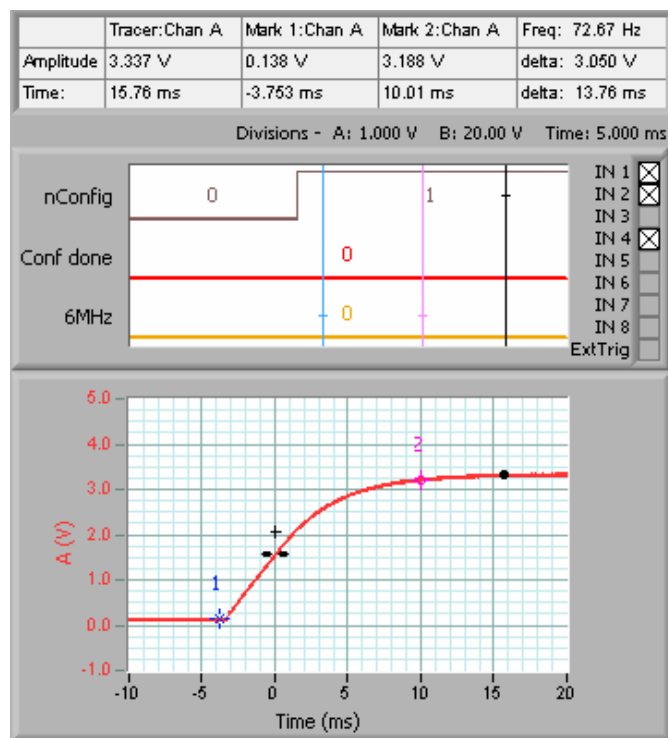 Tracer:Chan A Mark 1:Chan A Mark 2:Chan A Freq: 72.67 Hz
Amplitude 3.337 V 0.138 V 3.188 V delta: 3.050 V
Time: 15.76 ms -3.753 ms 10.01 ms delta: 13.76 ms
Divisions - A: 1.000 V B: 20.00 V Time: 5.000 ms
nConfig 0 1
Conf done 0
6MHz 0
IN 1
IN 2
IN 3
IN 4
IN 5
IN 6
IN 7
IN 8
ExtTrig
5.0
4.0
3.0
2.0
1.0
0.0
-1.0
A (V)
1
2
-10 -5 0 5 10 15 20
Time (ms)